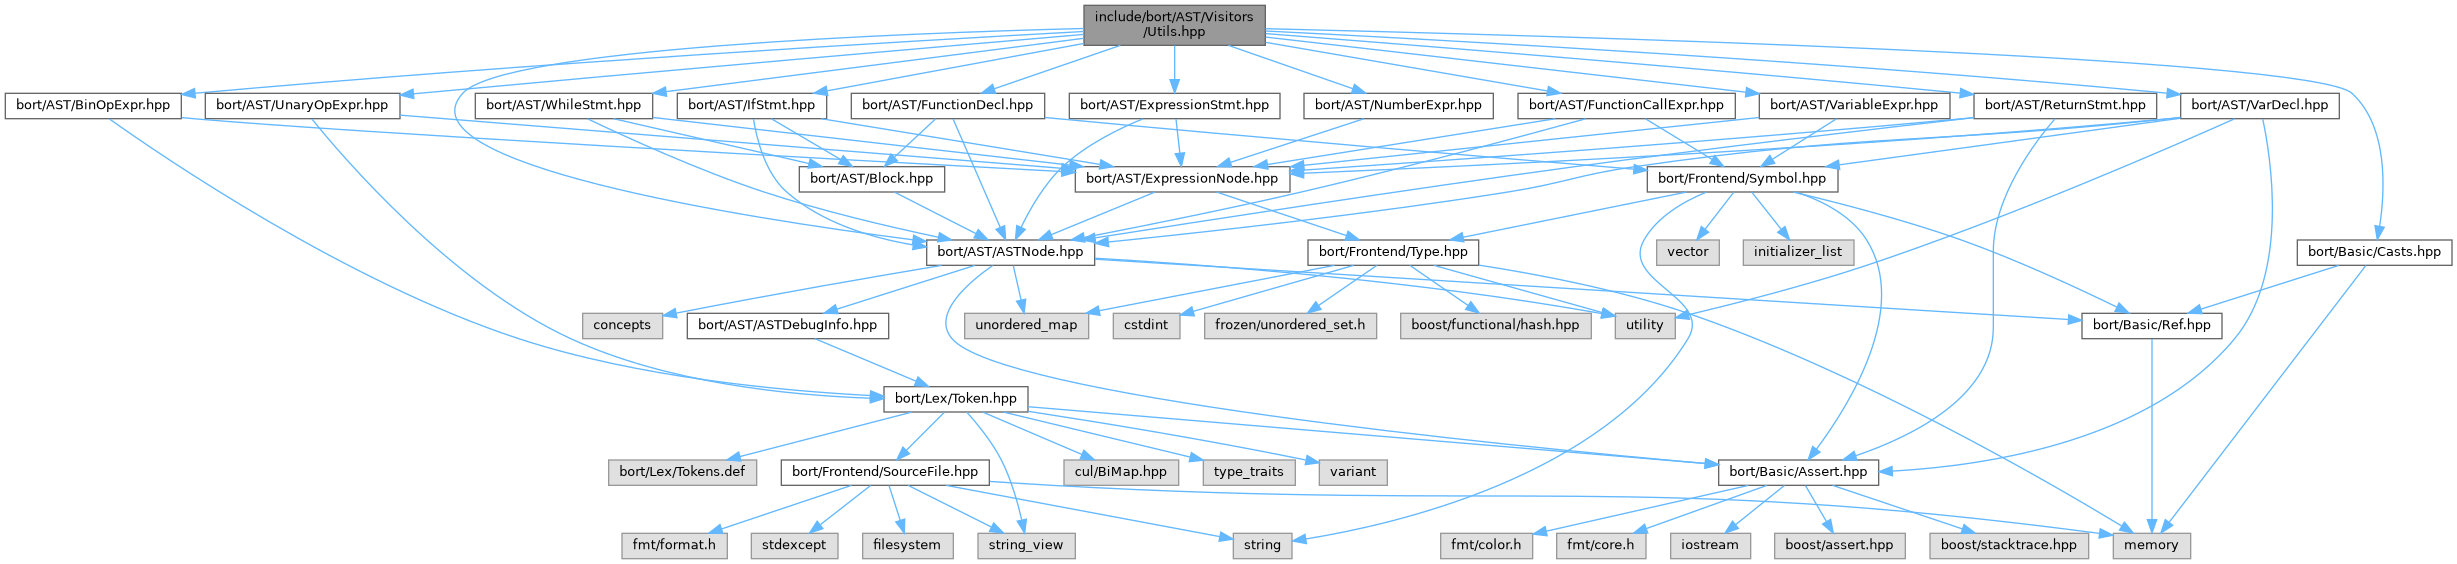 include/bort/AST/Visitors
/Utils.hpp
bort/AST/BinOpExpr.hpp
bort/AST/UnaryOpExpr.hpp
bort/AST/WhileStmt.hpp
bort/AST/IfStmt.hpp
bort/AST/FunctionDecl.hpp
bort/AST/ExpressionStmt.hpp
bort/AST/NumberExpr.hpp
bort/AST/FunctionCallExpr.hpp
bort/AST/VariableExpr.hpp
bort/AST/ReturnStmt.hpp
bort/AST/VarDecl.hpp
bort/AST/Block.hpp
bort/AST/ExpressionNode.hpp
bort/Frontend/Symbol.hpp
bort/AST/ASTNode.hpp
bort/Frontend/Type.hpp
vector
initializer_list
bort/Basic/Casts.hpp
concepts
bort/AST/ASTDebugInfo.hpp
unordered_map
cstdint
frozen/unordered_set.h
boost/functional/hash.hpp
utility
bort/Basic/Ref.hpp
bort/Lex/Token.hpp
bort/Lex/Tokens.def
bort/Frontend/SourceFile.hpp
cul/BiMap.hpp
type_traits
variant
bort/Basic/Assert.hpp
fmt/format.h
stdexcept
filesystem
string_view
string
fmt/color.h
fmt/core.h
iostream
boost/assert.hpp
boost/stacktrace.hpp
memory